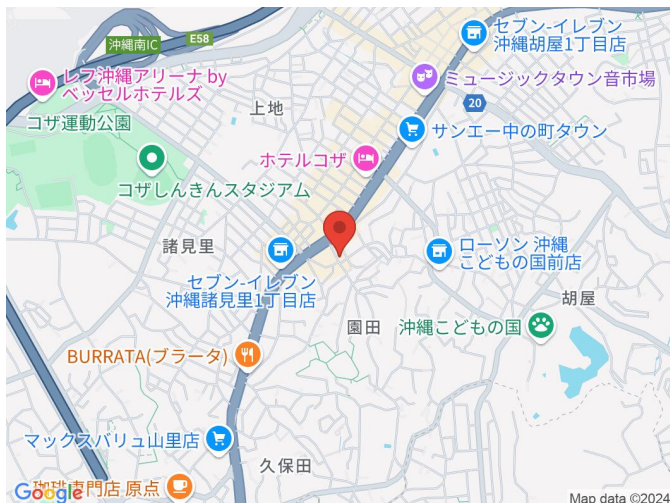 沖縄南IC
E58
セブン-イレブン
沖縄胡屋1丁目店
レフ沖縄アリーナ by
ベッセルホテルズ
ミュージックタウン音市場
上地
20
コザ運動公園
サンエー中の町タウン
ホテルコザ
コザしんきんスタジアム
諸見里
ローソン 沖縄
こどもの国前店
セブン-イレブン
沖縄諸見里1丁目店
胡屋
園田
沖縄こどもの国
BURRATA(ブラータ)
マックスバリュ山里店
久保田
珈琲専門店 原点
Google
Map data ©2024